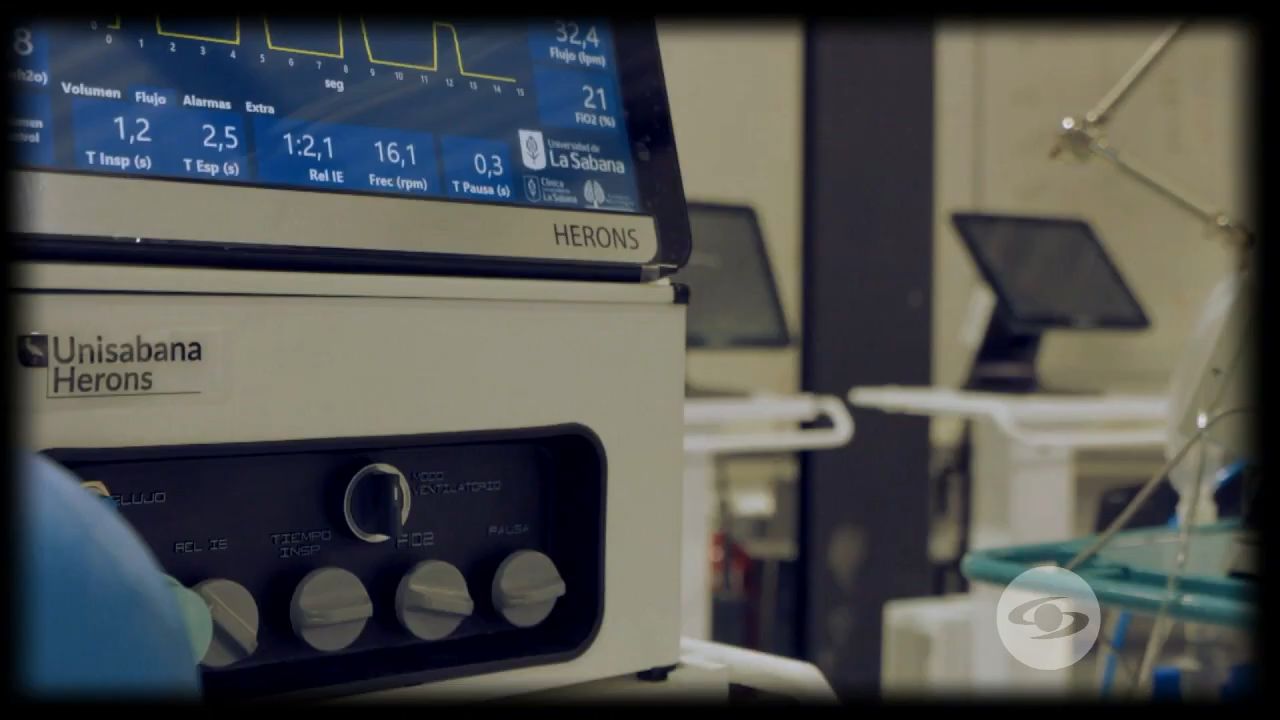 8
0 1 2 3 4 5 6 7 8 9 10 11 12 13 14 15
seg
32,4
Flujo (lpm)
21
FiO2 (%)
Volumen Flujo Alarmas Extra
1,2
T Insp (s)
2,5
T Esp (s)
1:2,1
Rel IE
16,1
Frec (rpm)
0,3
T Pausa (s)
Universidad de
La Sabana
Clínica
La Sabana
HERONS
Unisabana
Herons
MODO
VENTILATORIO
REL IE
TIEMPO
INSP
PAUSA